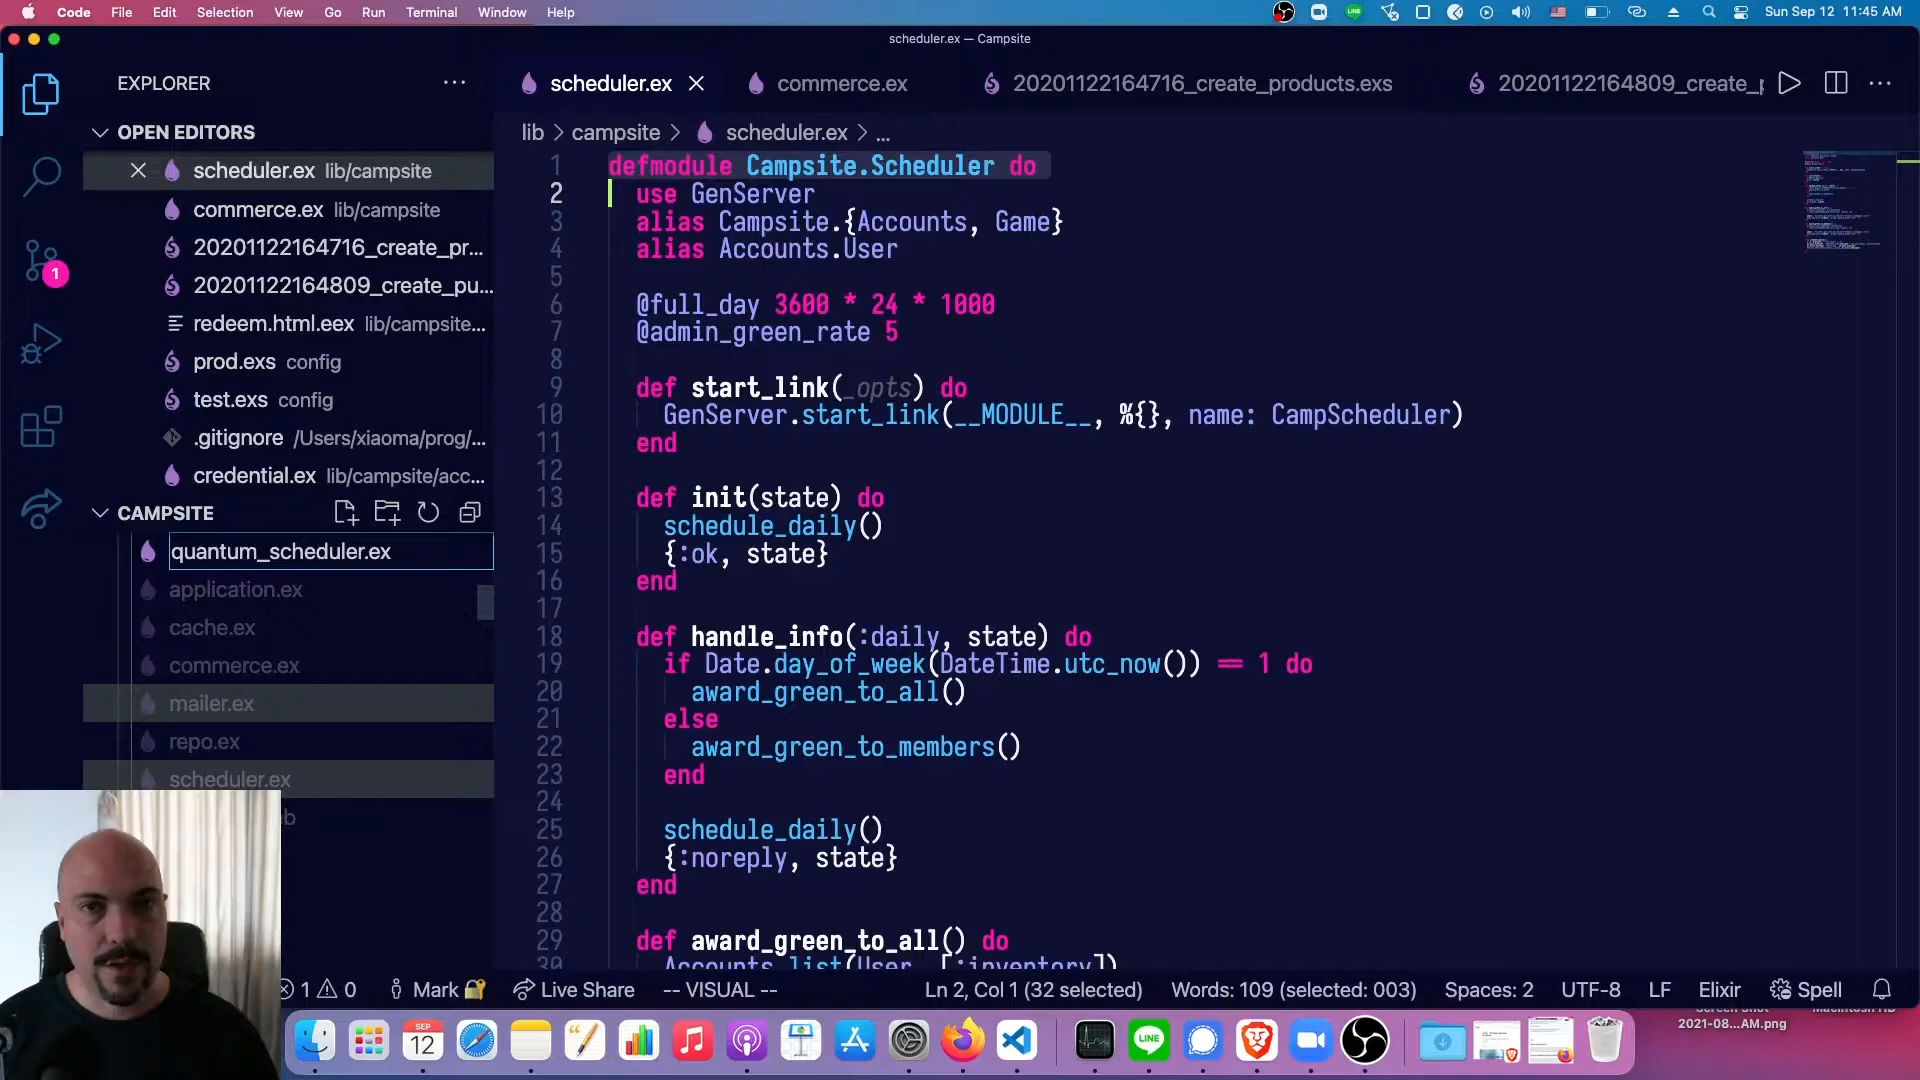 Code File Edit Selection View Go Run Terminal Window Help
Sun Sep 12 11:45 AM
scheduler.ex — Campsite
EXPLORER
scheduler.ex
commerce.ex
20201122164716_create_products.exs
20201122164809_create_p
OPEN EDITORS
lib > campsite > scheduler.ex > ...
scheduler.ex lib/campsite
commerce.ex lib/campsite
20201122164716_create_pr...
20201122164809_create_pu...
redeem.html.eex lib/campsite...
prod.exs config
test.exs config
.gitignore /Users/xiaoma/prog/...
credential.ex lib/campsite/acc...
1
CAMPSITE
quantum_scheduler.ex
application.ex
cache.ex
commerce.ex
mailer.ex
repo.ex
scheduler.ex
1 defmodule Campsite.Scheduler do
2 use GenServer
3 alias Campsite.{Accounts, Game}
4 alias Accounts.User
5
6 @full_day 3600 * 24 * 1000
7 @admin_green_rate 5
8
9 def start_link(_opts) do
10 GenServer.start_link(__MODULE__, %{}, name: CampScheduler)
11 end
12
13 def init(state) do
14 schedule_daily()
15 {:ok, state}
16 end
17
18 def handle_info(:daily, state) do
19 if Date.day_of_week(DateTime.utc_now()) == 1 do
20 award_green_to_all()
21 else
22 award_green_to_members()
23 end
24
25 schedule_daily()
26 {:noreply, state}
27 end
28
29 def award_green_to_all() do
30 Accounts.list(User, [:inventory])
1 0 Mark Live Share -- VISUAL -- Ln 2, Col 1 (32 selected) Words: 109 (selected: 003) Spaces: 2 UTF-8 LF Elixir Spell
2021-08...AM.png
SEP
12
LINE